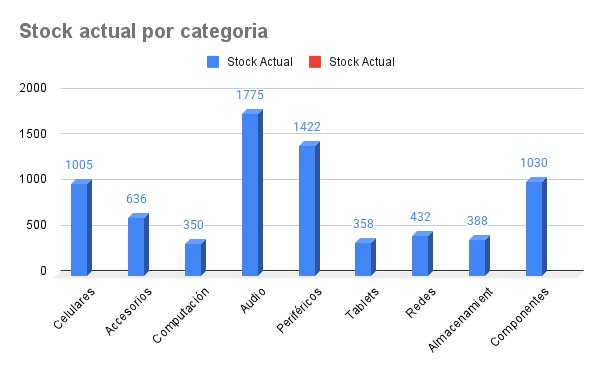 Stock actual por categoria
Stock Actual Stock Actual
2000
1500
1000
500
0
1005
636
350
1775
1422
358
432
388
1030
Celulares
Accesorios
Computación
Audio
Periféricos
Tablets
Redes
Almacenamient
Componentes